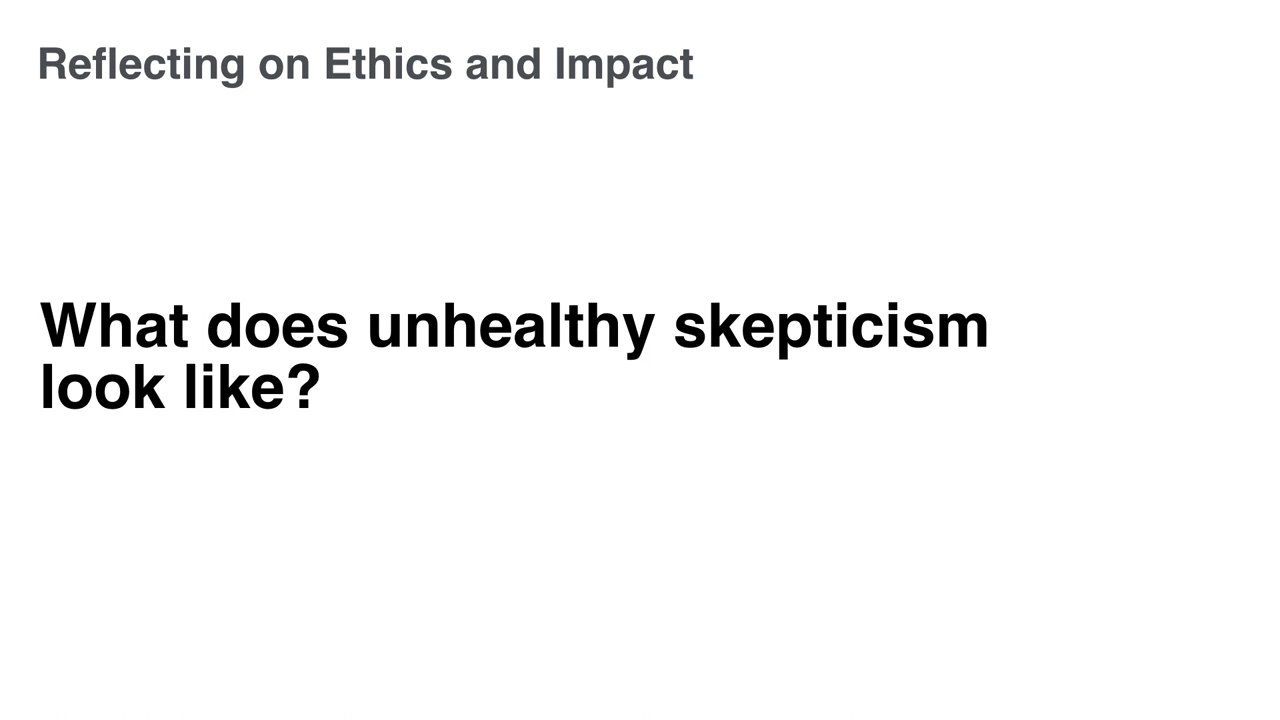 Reflecting on Ethics and Impact
What does unhealthy skepticism
look like?